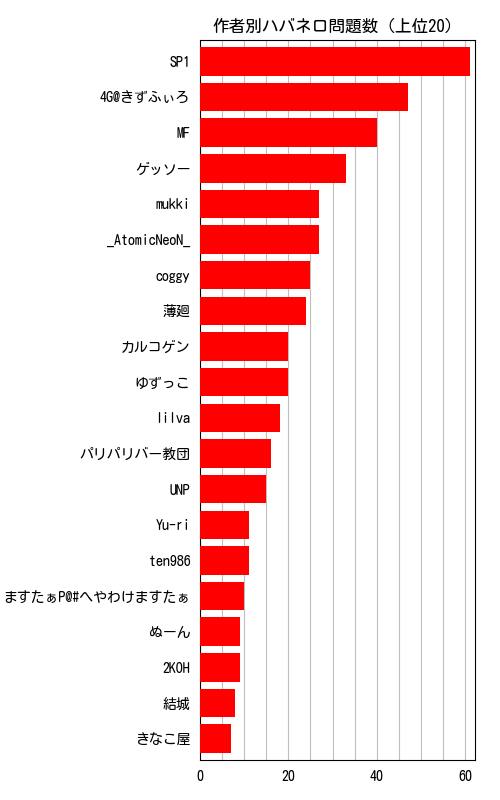 作者別ハバネロ問題数（上位20）
SP1
4G@きずふぃろ
MF
ゲッソー
mukki
_AtomicNeoN_
coggy
薄廻
カルコゲン
ゆずっこ
lilva
パリパリバー教団
UNP
Yu-ri
ten986
ますたぁP@#へやわけますたぁ
ぬーん
2KOH
結城
きなこ屋
0 20 40 60